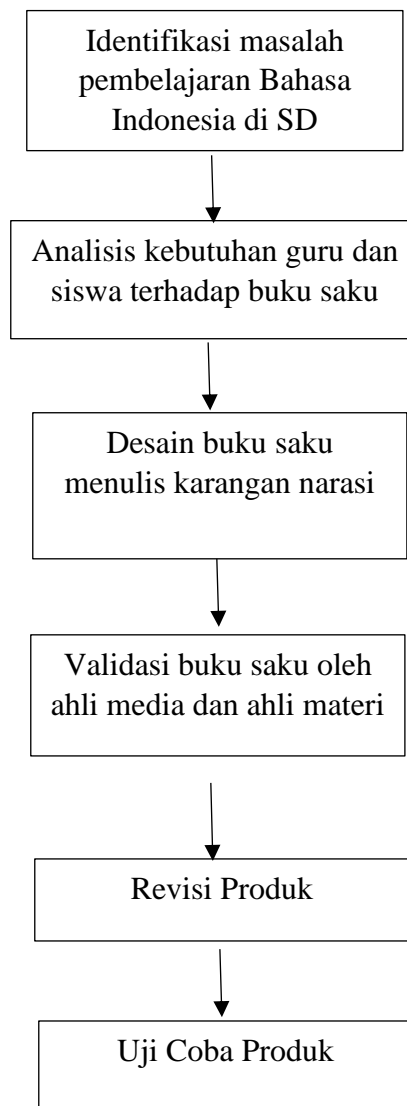 Identifikasi masalah
pembelajaran Bahasa
Indonesia di SD
Analisis kebutuhan guru dan
siswa terhadap buku saku
Desain buku saku
menulis karangan narasi
Validasi buku saku oleh
ahli media dan ahli materi
Revisi Produk
Uji Coba Produk